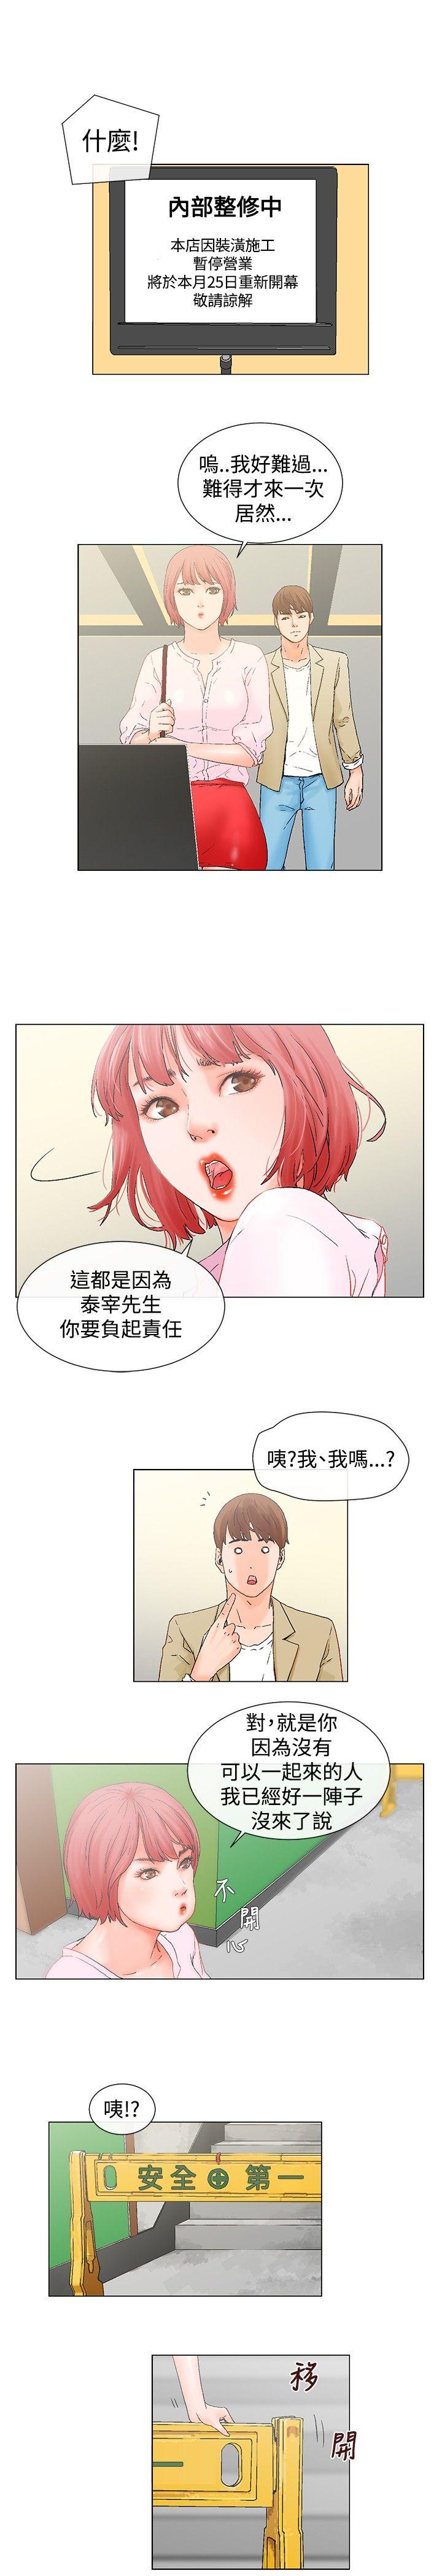 什麼!
內部整修中
本店因裝潢施工
暫停營業
將於本月25日重新開幕
敬請諒解
嗚..我好難過...
難得才來一次
居然...
這都是因為
泰宰先生
你要負起責任
咦?我、我嗎...?
對,就是你
因為沒有
可以一起來的人
我已經好一陣子
沒來了說
不
開
心
咦!?
安全第一
移
開